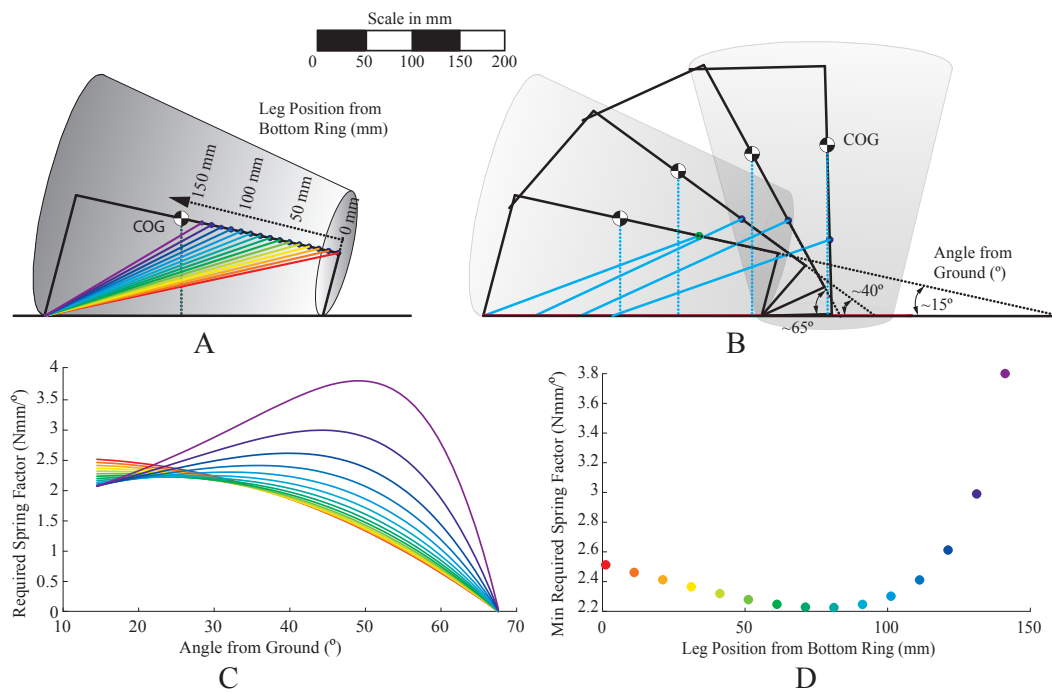 Scale in mm
0 50 100 150 200
Leg Position from
Bottom Ring (mm)
150 mm
100 mm
50 mm
0 mm
COG
A
COG
Angle from
Ground (º)
~40º
~15º
~65º
B
Required Spring Factor (Nmm/º)
4
3.5
3
2.5
2
1.5
1
0.5
0
10 20 30 40 50 60 70
Angle from Ground (º)
C
Min Required Spring Factor (Nmm/º)
3.8
3.6
3.4
3.2
3
2.8
2.6
2.4
2.2
0 50 100 150
Leg Position from Bottom Ring (mm)
D